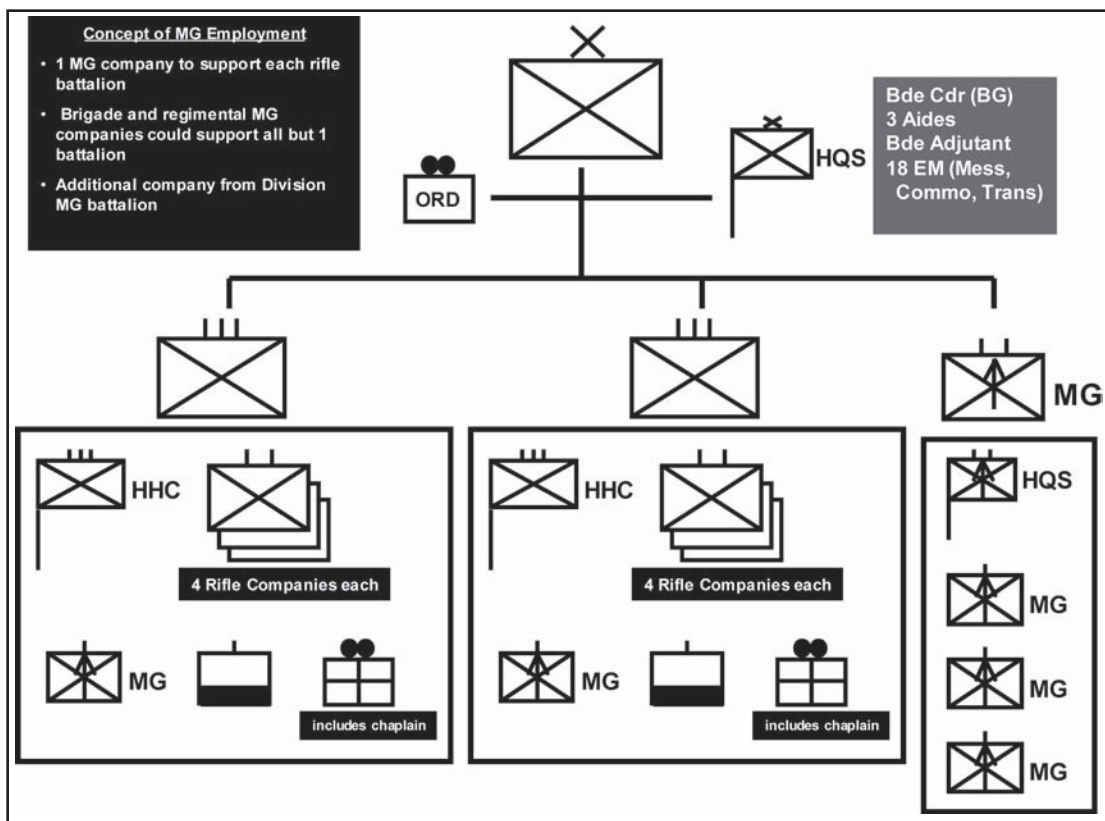 Concept of MG Employment
• 1 MG company to support each rifle
battalion
• Brigade and regimental MG
companies could support all but 1
battalion
• Additional company from Division
MG battalion
ORD
HQS
Bde Cdr (BG)
3 Aides
Bde Adjutant
18 EM (Mess,
Commo, Trans)
MG
HHC
4 Rifle Companies each
MG
includes chaplain
HHC
4 Rifle Companies each
MG
includes chaplain
HQS
MG
MG
MG